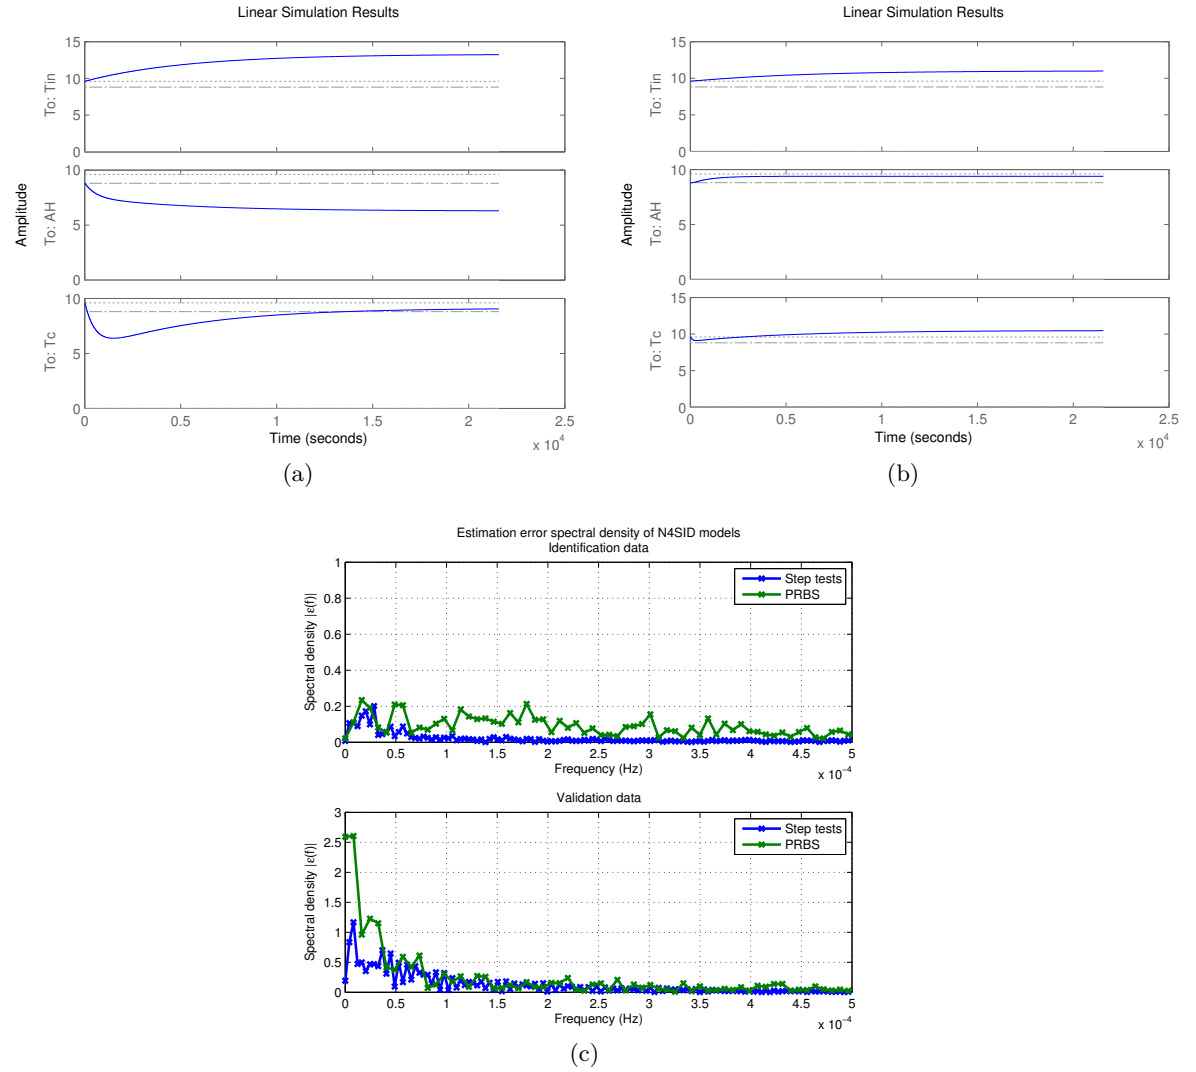 Linear Simulation Results
15
10
5
0
To: Tin
10
5
0
To: AH
10
5
0
To: Tc
Amplitude
0 0.5 1 1.5 2 2.5
Time (seconds)
x 10^4
(a)
Linear Simulation Results
15
10
5
0
To: Tin
10
5
0
To: AH
15
10
5
0
To: Tc
Amplitude
0 0.5 1 1.5 2 2.5
Time (seconds)
x 10^4
(b)
Estimation error spectral density of N4SID models
Identification data
1
0.8
0.6
0.4
0.2
0
Spectral density |ε(f)|
Step tests
PRBS
0 0.5 1 1.5 2 2.5 3 3.5 4 4.5 5
Frequency (Hz)
x 10^-4
Validation data
3
2.5
2
1.5
1
0.5
0
Spectral density |ε(f)|
Step tests
PRBS
0 0.5 1 1.5 2 2.5 3 3.5 4 4.5 5
Frequency (Hz)
x 10^-4
(c)